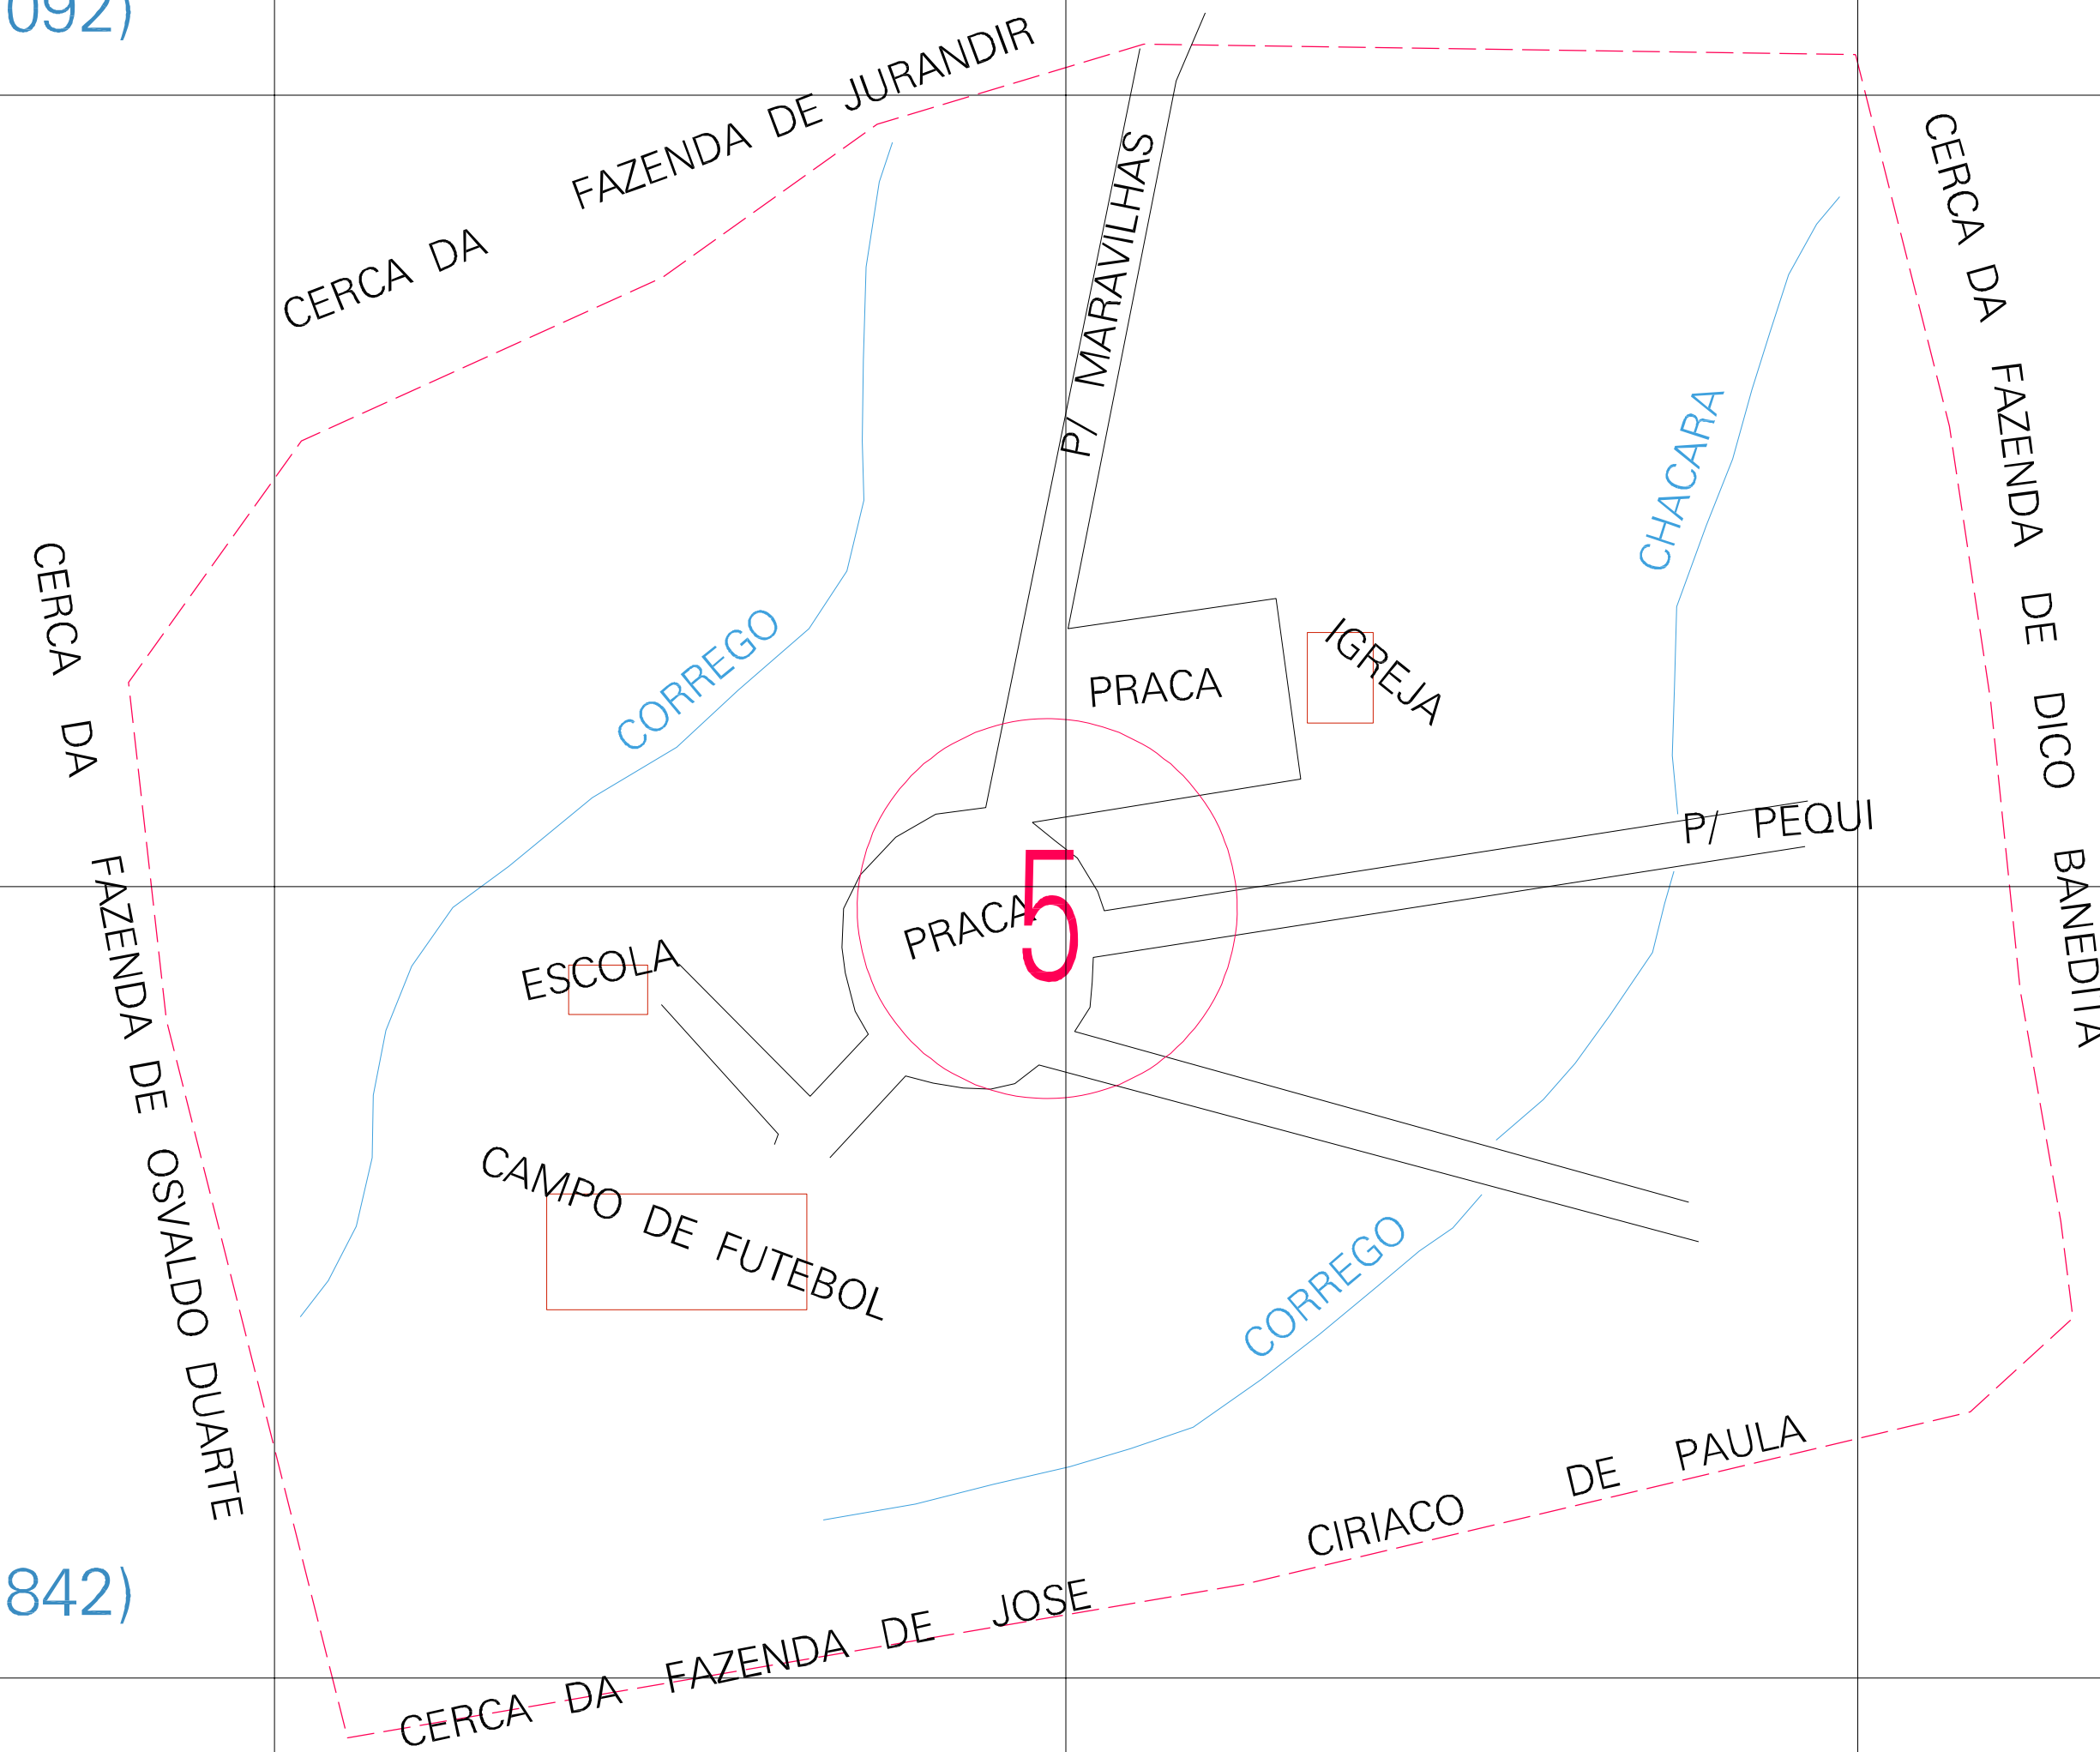 092)
CERCA DA FAZENDA DE JURANDIR
P/ MARAVILHAS
CERCA DA FAZENDA DE DICO BANEDITA
CHACARA
CERCA DA FAZENDA DE OSVALDO DUARTE
CORREGO
PRACA
IGREJA
P/ PEQUI
PRACA
5
ESCOLA
CAMPO DE FUTEBOL
CORREGO
842)
CERCA DA FAZENDA DE JOSE CIRIACO DE PAULA